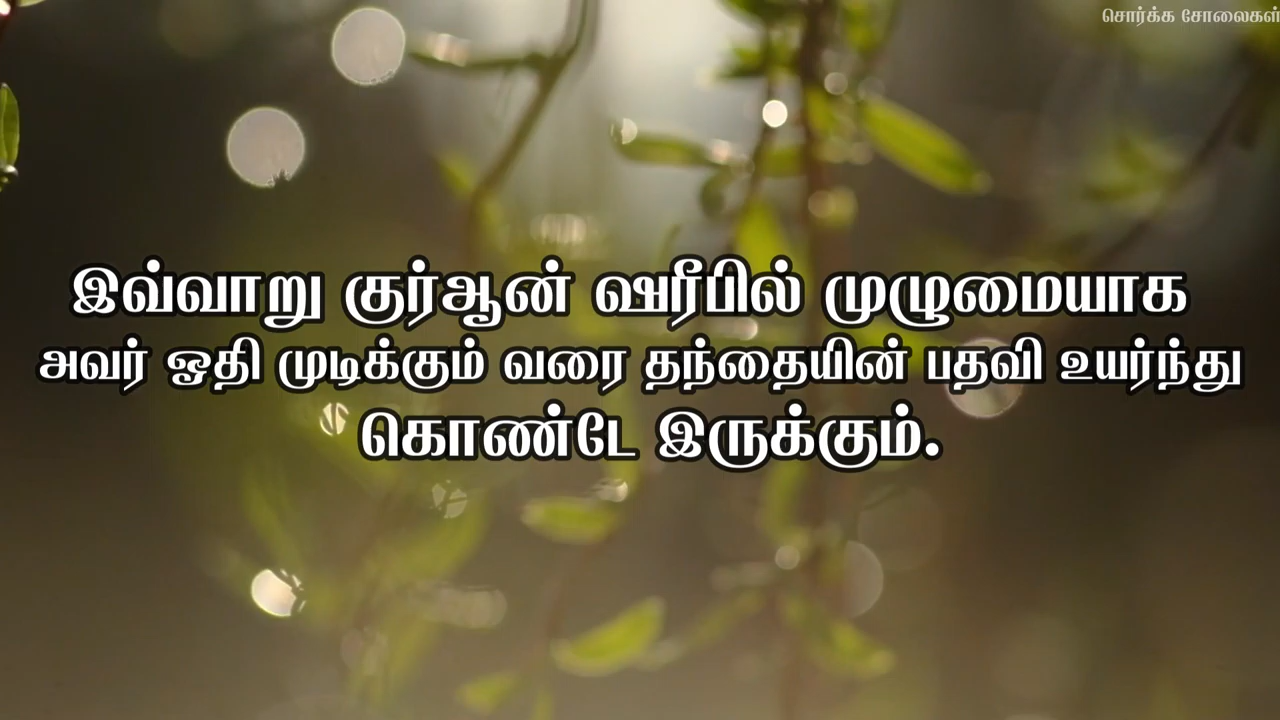 சொர்க்க சோலைகள்
இவ்வாறு குர்ஆன் ஷரீபில் முழுமையாக
அவர் ஓதி முடிக்கும் வரை தந்தையின் பதவி உயர்ந்து
கொண்டே இருக்கும்.